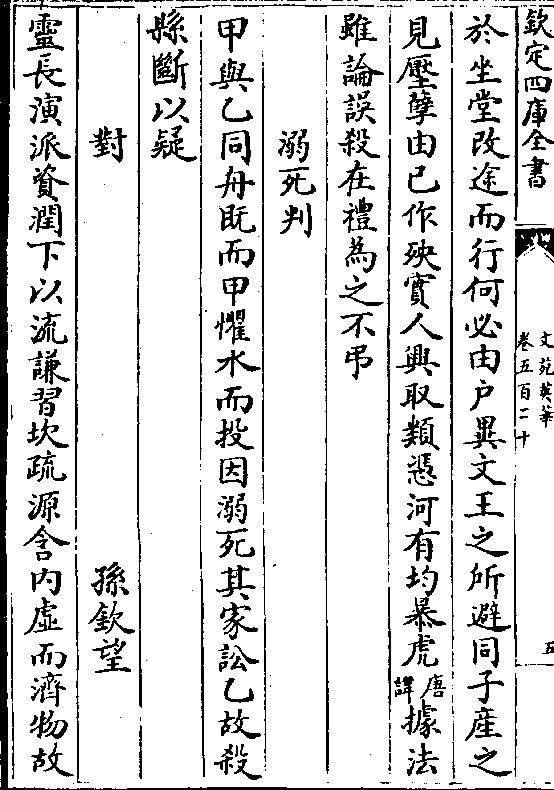 欽定四庫全書
文苑英華
卷五百二十
五
於坐堂改途而行何必由户異文王之所避同子產之
見壓孽由已作殃實人興取類慿河有均暴虎唐諱據法
雖論誤殺在禮為之不弔
溺死判
甲與乙同舟既而甲懼水而投因溺死其家訟乙故殺
縣斷以疑
對
孫欽望
靈長演派資潤下以流謙習坎疏源含内虛而濟物故